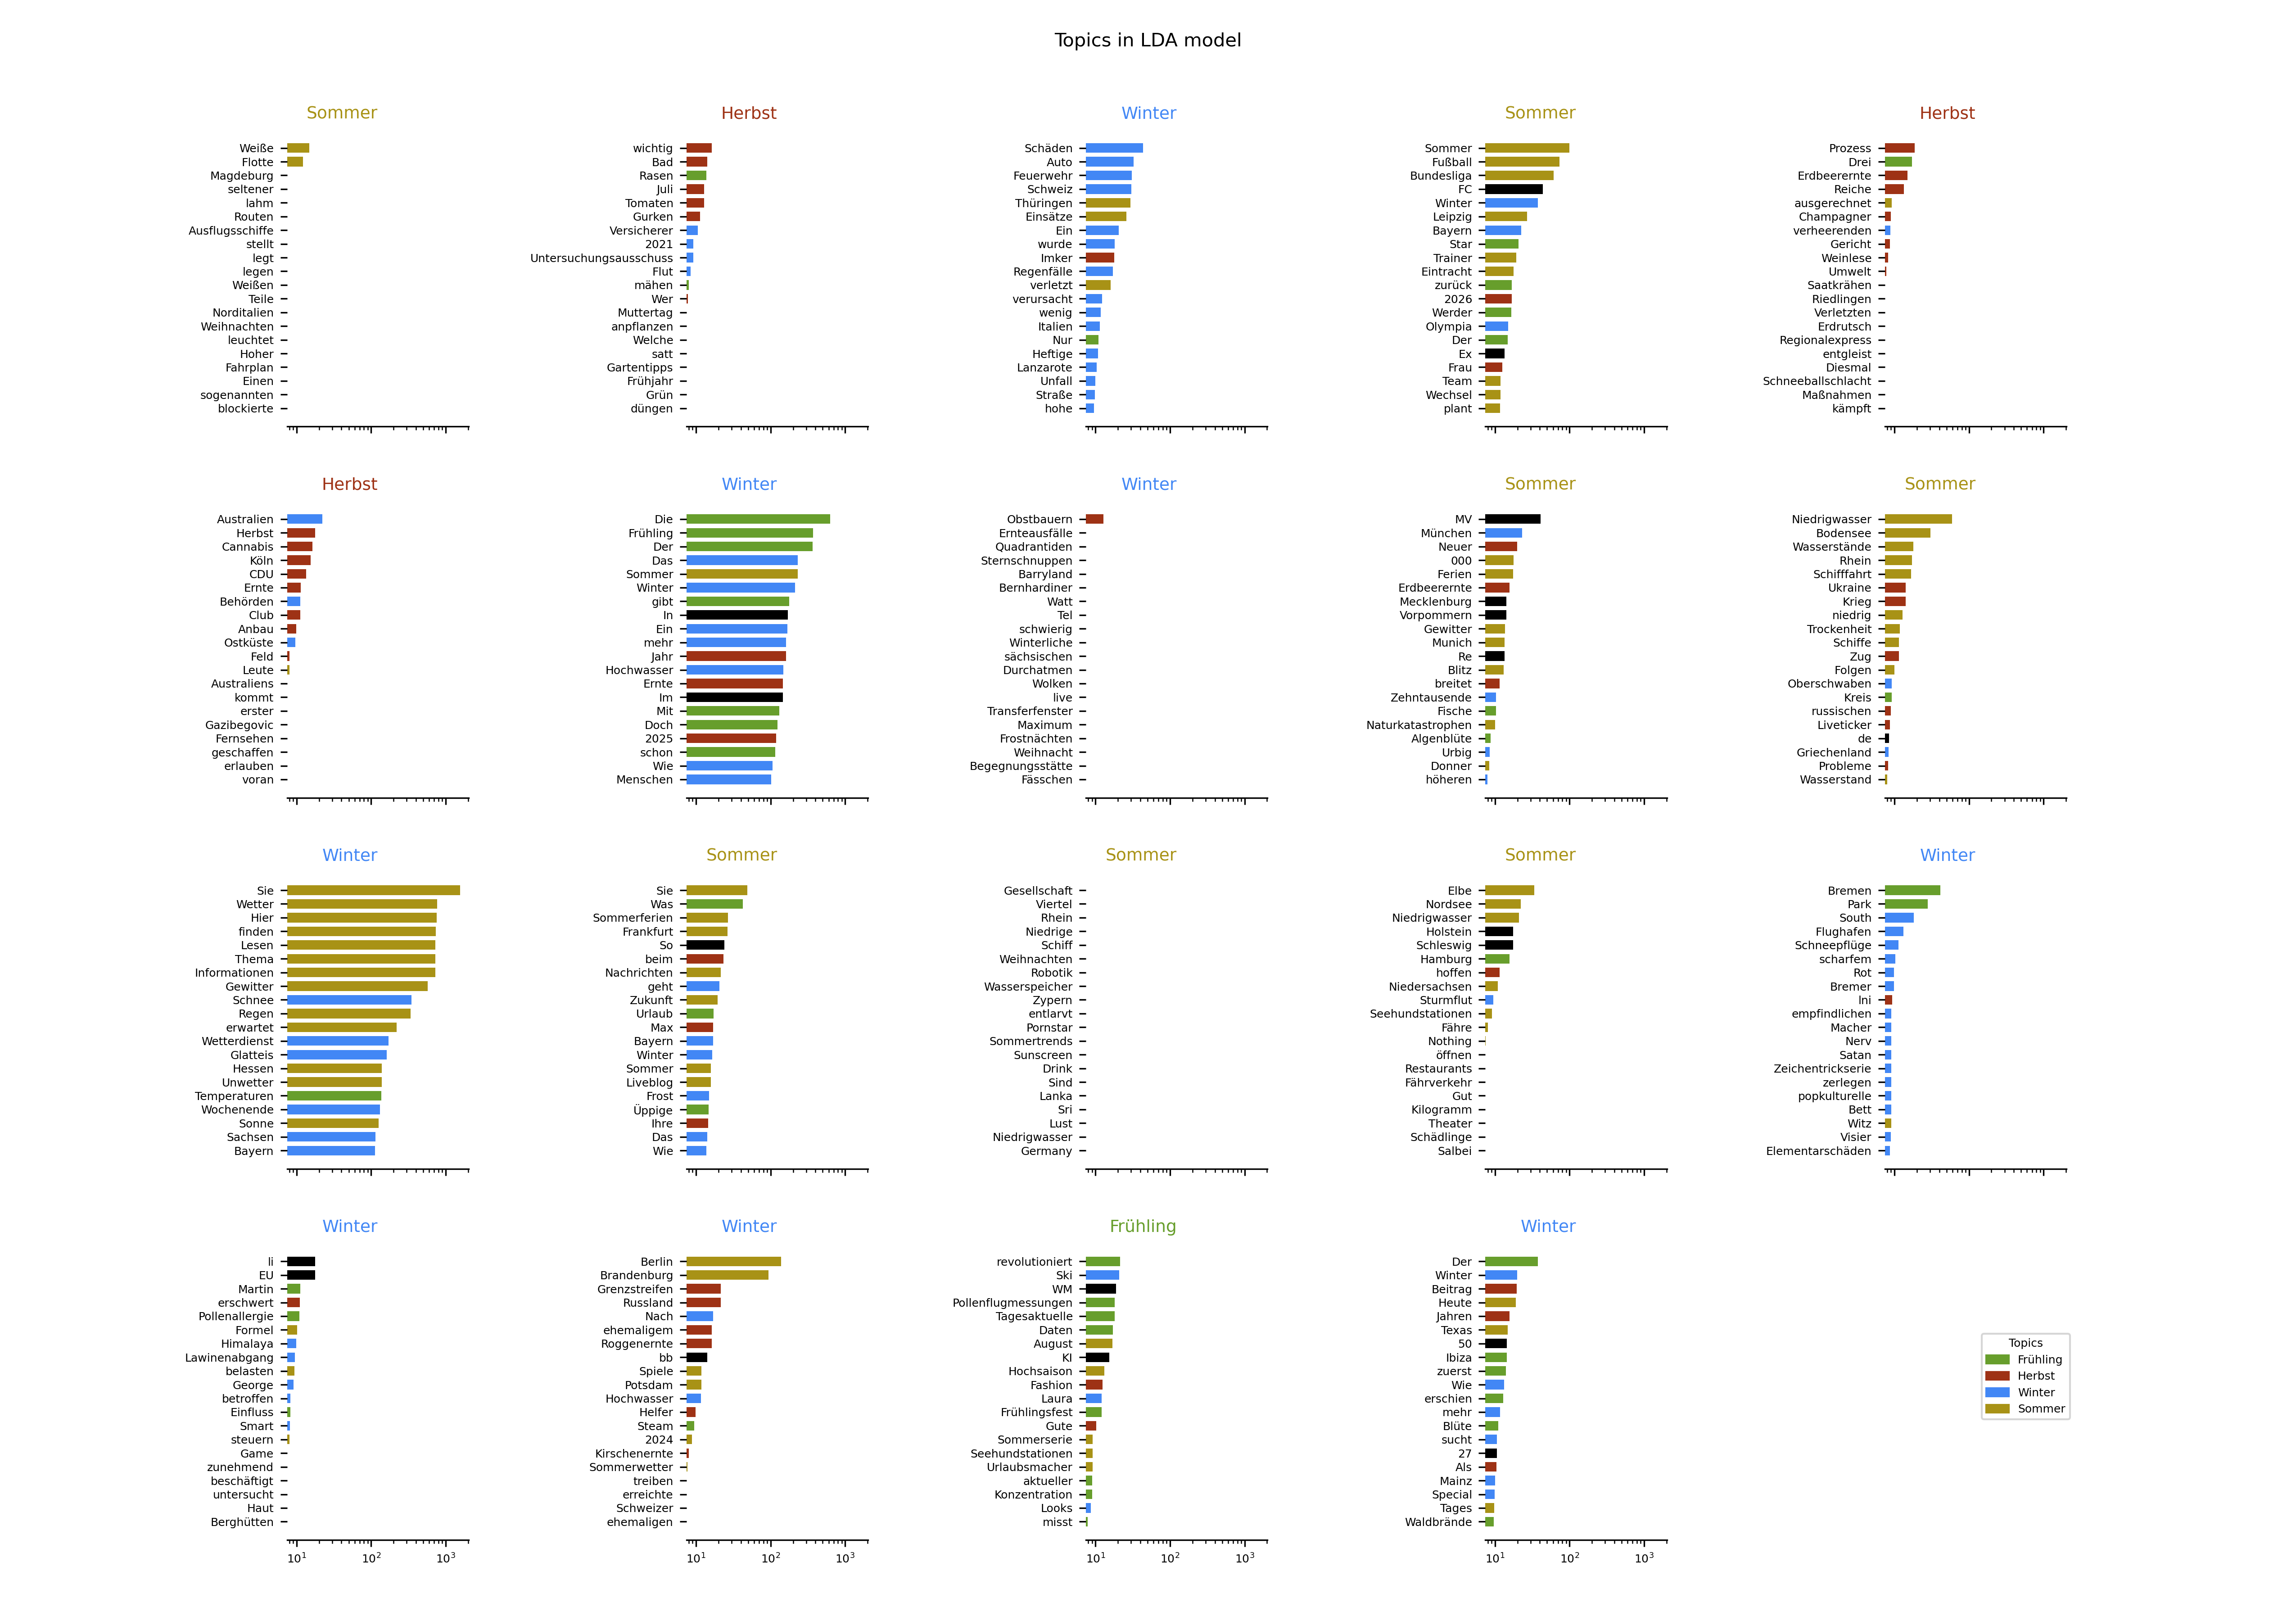 Topics in LDA model
Sommer
Weiße
Flotte
Magdeburg
seltener
lahm
Routen
Ausflugsschiffe
stellt
legt
legen
Weißen
Teile
Norditalien
Weihnachten
leuchtet
Hoher
Fahrplan
Einen
sogenannten
blockierte
Herbst
wichtig
Bad
Rasen
Juli
Tomaten
Gurken
Versicherer
2021
Untersuchungsausschuss
Flut
mähen
Wer
Muttertag
anpflanzen
Welche
satt
Gartentipps
Frühjahr
Grün
düngen
Winter
Schäden
Auto
Feuerwehr
Schweiz
Thüringen
Einsätze
Ein
wurde
Imker
Regenfälle
verletzt
verursacht
wenig
Italien
Nur
Heftige
Lanzarote
Unfall
Straße
hohe
Sommer
Sommer
Fußball
Bundesliga
FC
Winter
Leipzig
Bayern
Star
Trainer
Eintracht
zurück
2026
Werder
Olympia
Der
Ex
Frau
Team
Wechsel
plant
Herbst
Prozess
Drei
Erdbeerernte
Reiche
ausgerechnet
Champagner
verheerenden
Gericht
Weinlese
Umwelt
Saatkrähen
Riedlingen
Verletzten
Erdrutsch
Regionalexpress
entgleist
Diesmal
Schneeballschlacht
Maßnahmen
kämpft
Herbst
Australien
Herbst
Cannabis
Köln
CDU
Ernte
Behörden
Club
Anbau
Ostküste
Feld
Leute
Australiens
kommt
erster
Gazibegovic
Fernsehen
geschaffen
erlauben
voran
Winter
Die
Frühling
Der
Das
Sommer
Winter
gibt
In
Ein
mehr
Jahr
Hochwasser
Ernte
Im
Mit
Doch
2025
schon
Wie
Menschen
Winter
Obstbauern
Ernteausfälle
Quadrantiden
Sternschnuppen
Barryland
Bernhardiner
Watt
Tel
schwierig
Winterliche
sächsischen
Durchatmen
Wolken
live
Transferfenster
Maximum
Frostnächten
Weihnacht
Begegnungsstätte
Fässchen
Sommer
MV
München
Neuer
000
Ferien
Erdbeerernte
Mecklenburg
Vorpommern
Gewitter
Munich
Re
Blitz
breitet
Zehntausende
Fische
Naturkatastrophen
Algenblüte
Urbig
Donner
höheren
Sommer
Niedrigwasser
Bodensee
Wasserstände
Rhein
Schifffahrt
Ukraine
Krieg
niedrig
Trockenheit
Schiffe
Zug
Folgen
Oberschwaben
Kreis
russischen
Liveticker
de
Griechenland
Probleme
Wasserstand
Winter
Sie
Wetter
Hier
finden
Lesen
Thema
Informationen
Gewitter
Schnee
Regen
erwartet
Wetterdienst
Glatteis
Hessen
Unwetter
Temperaturen
Wochenende
Sonne
Sachsen
Bayern
Sommer
Sie
Was
Sommerferien
Frankfurt
So
beim
Nachrichten
geht
Zukunft
Urlaub
Max
Bayern
Winter
Sommer
Liveblog
Frost
Üppige
Ihre
Das
Wie
Sommer
Gesellschaft
Viertel
Rhein
Niedrige
Schiff
Weihnachten
Robotik
Wasserspeicher
Zypern
entlarvt
Pornstar
Sommertrends
Sunscreen
Drink
Sind
Lanka
Sri
Lust
Niedrigwasser
Germany
Sommer
Elbe
Nordsee
Niedrigwasser
Holstein
Schleswig
Hamburg
hoffen
Niedersachsen
Sturmflut
Seehundstationen
Fähre
Nothing
öffnen
Restaurants
Fährverkehr
Gut
Kilogramm
Theater
Schädlinge
Salbei
Winter
Bremen
Park
South
Flughafen
Schneepflüge
scharfem
Rot
Bremer
Ini
empfindlichen
Macher
Nerv
Satan
Zeichentrickserie
zerlegen
popkulturelle
Bett
Witz
Visier
Elementarschäden
Winter
li
EU
Martin
erschwert
Pollenallergie
Formel
Himalaya
Lawinenabgang
belasten
George
betroffen
Einfluss
Smart
steuern
Game
zunehmend
beschäftigt
untersucht
Haut
Berghütten
10¹ 10² 10³
Winter
Berlin
Brandenburg
Grenzstreifen
Russland
Nach
ehemaligem
Roggenernte
bb
Spiele
Potsdam
Hochwasser
Helfer
Steam
2024
Kirschenernte
Sommerwetter
treiben
erreichte
Schweizer
ehemaligen
10¹ 10² 10³
Frühling
revolutioniert
Ski
WM
Pollenflugmessungen
Tagesaktuelle
Daten
August
KI
Hochsaison
Fashion
Laura
Frühlingsfest
Gute
Sommerserie
Seehundstationen
Urlaubsmacher
aktueller
Konzentration
Looks
misst
10¹ 10² 10³
Winter
Der
Winter
Beitrag
Heute
Jahren
Texas
50
Ibiza
zuerst
Wie
erschien
mehr
Blüte
sucht
27
Als
Mainz
Special
Tages
Waldbrände
10¹ 10² 10³
Topics
Frühling
Herbst
Winter
Sommer